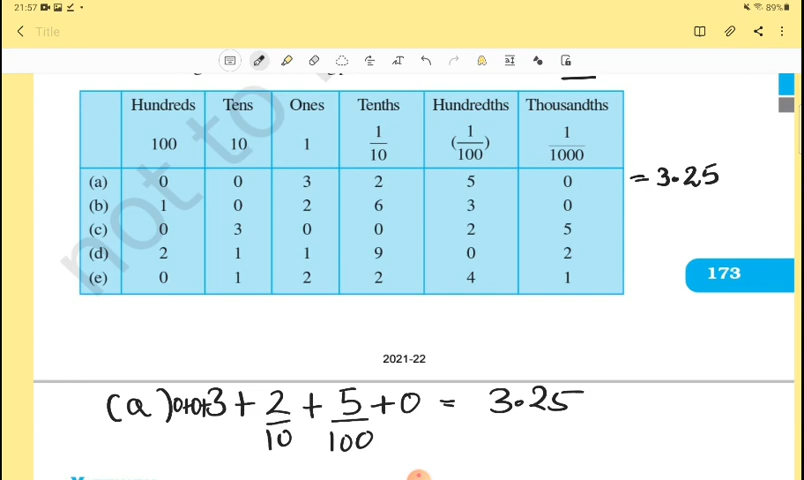 21:57 89%
Title
Hundreds Tens Ones Tenths Hundredths Thousandths
100 10 1 1/10 (1/100) 1/1000
(a) 0 0 3 2 5 0 = 3.25
(b) 1 0 2 6 3 0
(c) 0 3 0 0 2 5
(d) 2 1 1 9 0 2
(e) 0 1 2 2 4 1
173
not to
2021-22
(a) 0+0+3 + 2/10 + 5/100 + 0 = 3.25